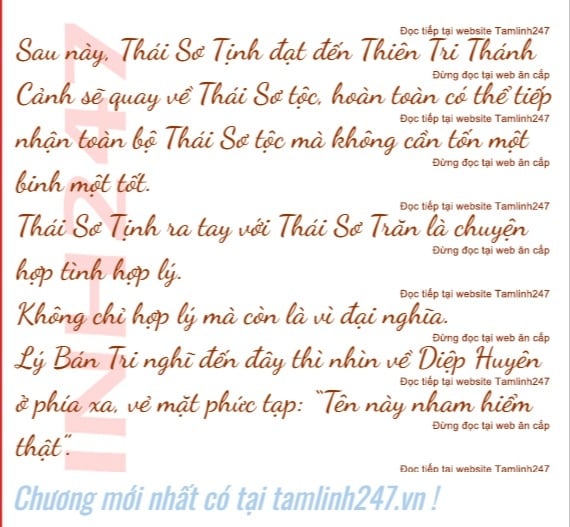 Đọc tiếp tại website Tamlinh247
Sau này, Thái Sơ Tịnh đạt đến Thiên Tri Thánh
Đừng đọc tại web ăn cắp
Cảnh sẽ quay về Thái Sơ tộc, hoàn toàn có thể tiếp
Đọc tiếp tại website Tamlinh247
nhận toàn bộ Thái Sơ tộc mà không cần tốn một
Đừng đọc tại web ăn cắp
binh một tốt.
Đọc tiếp tại website Tamlinh247
Thái Sơ Tịnh ra tay với Thái Sơ Trăn là chuyện
Đừng đọc tại web ăn cắp
hợp tình hợp lý.
Đọc tiếp tại website Tamlinh247
Không chỉ hợp lý mà còn là vì đại nghĩa.
Đừng đọc tại web ăn cắp
Lý Bán Tri nghĩ đến đây thì nhìn về Diệp Huyên
Đọc tiếp tại website Tamlinh247
ở phía xa, vẻ mặt phức tạp: “Tên này nham hiểm
Đừng đọc tại web ăn cắp
thật”.
Đọc tiếp tại website Tamlinh247
Chương mới nhất có tại tamlinh247.vn !
INH247